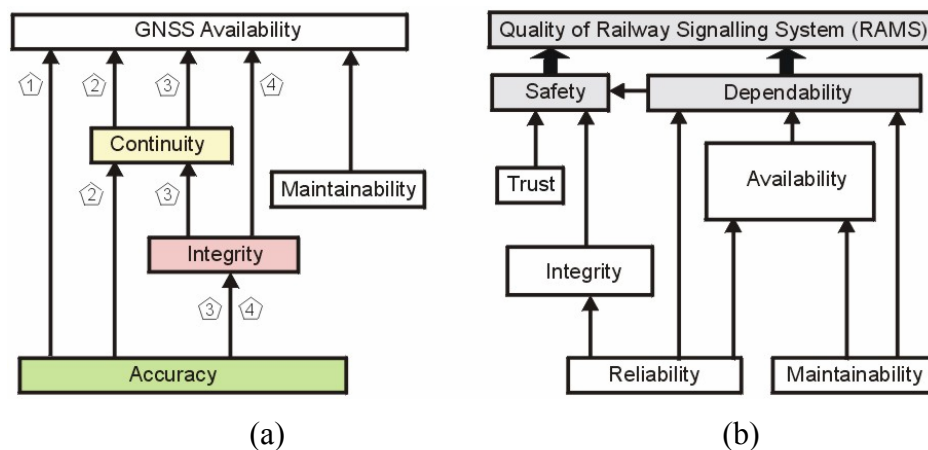 GNSS Availability
1
2
3
4
Continuity
2
3
Maintainability
Integrity
3
4
Accuracy
(a)
Quality of Railway Signalling System (RAMS)
Safety
Dependability
Trust
Availability
Integrity
Reliability
Maintainability
(b)